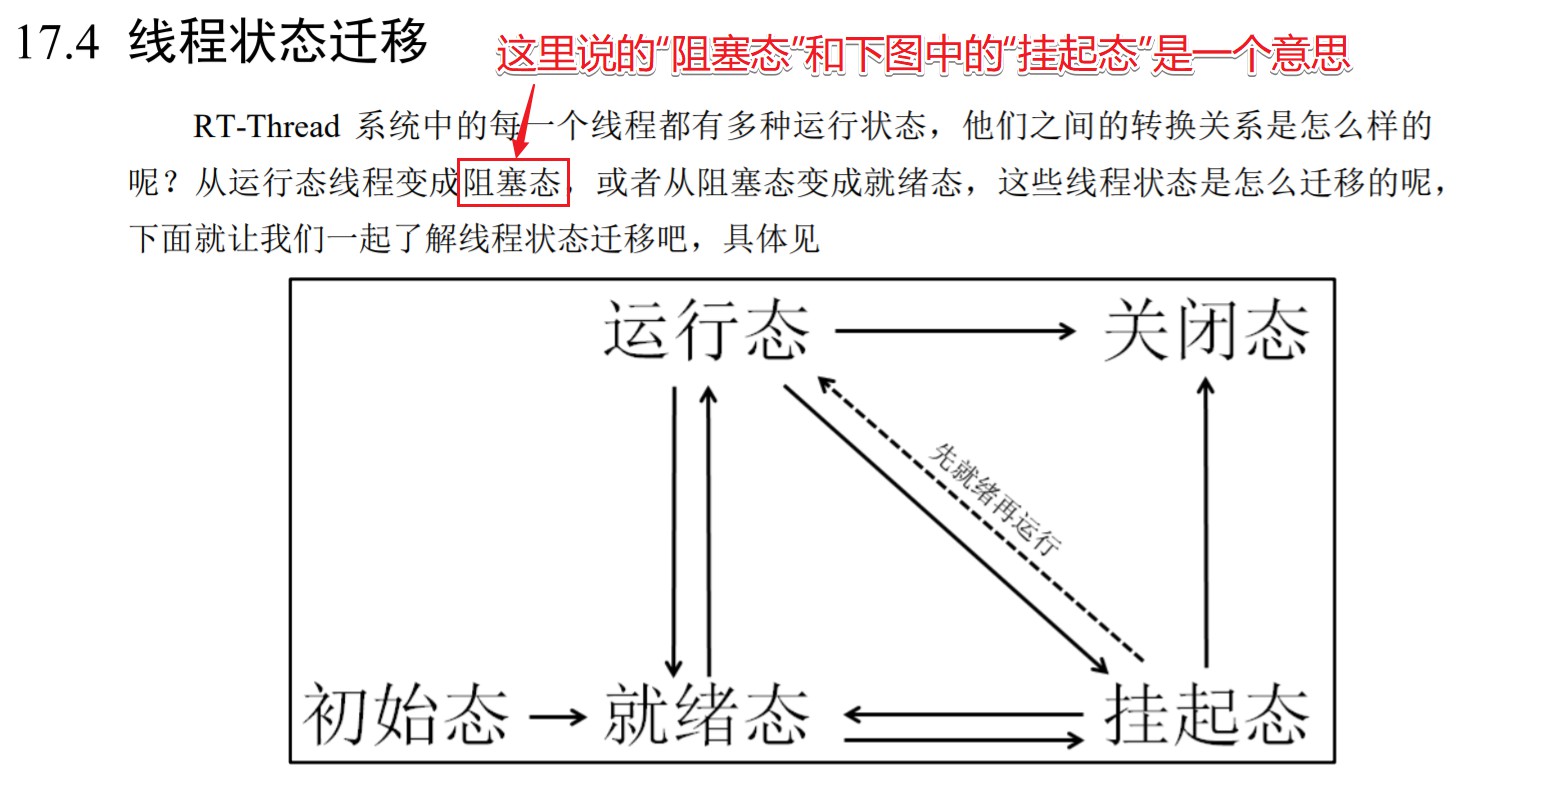 17.4 线程状态迁移
这里说的“阻塞态”和下图中的“挂起态”是一个意思
RT-Thread 系统中的每一个线程都有多种运行状态，他们之间的转换关系是怎么样的
呢？从运行态线程变成阻塞态，或者从阻塞态变成就绪态，这些线程状态是怎么迁移的呢，
下面就让我们一起了解线程状态迁移吧，具体见
运行态
关闭态
先就绪再运行
初始态
就绪态
挂起态